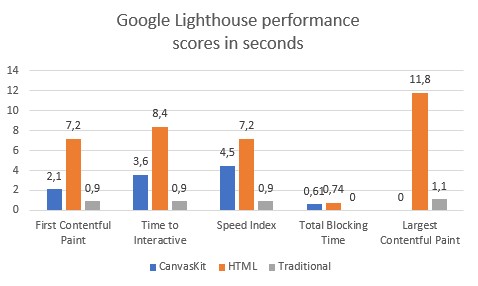 Google Lighthouse performance
scores in seconds
14
12
10
8
6
4
2
0
2,1
7,2
0,9
3,6
8,4
0,9
4,5
7,2
0,9
0,61
0,74
0
0
11,8
1,1
First Contentful
Paint
Time to
Interactive
Speed Index
Total Blocking
Time
Largest
Contentful Paint
CanvasKit HTML Traditional